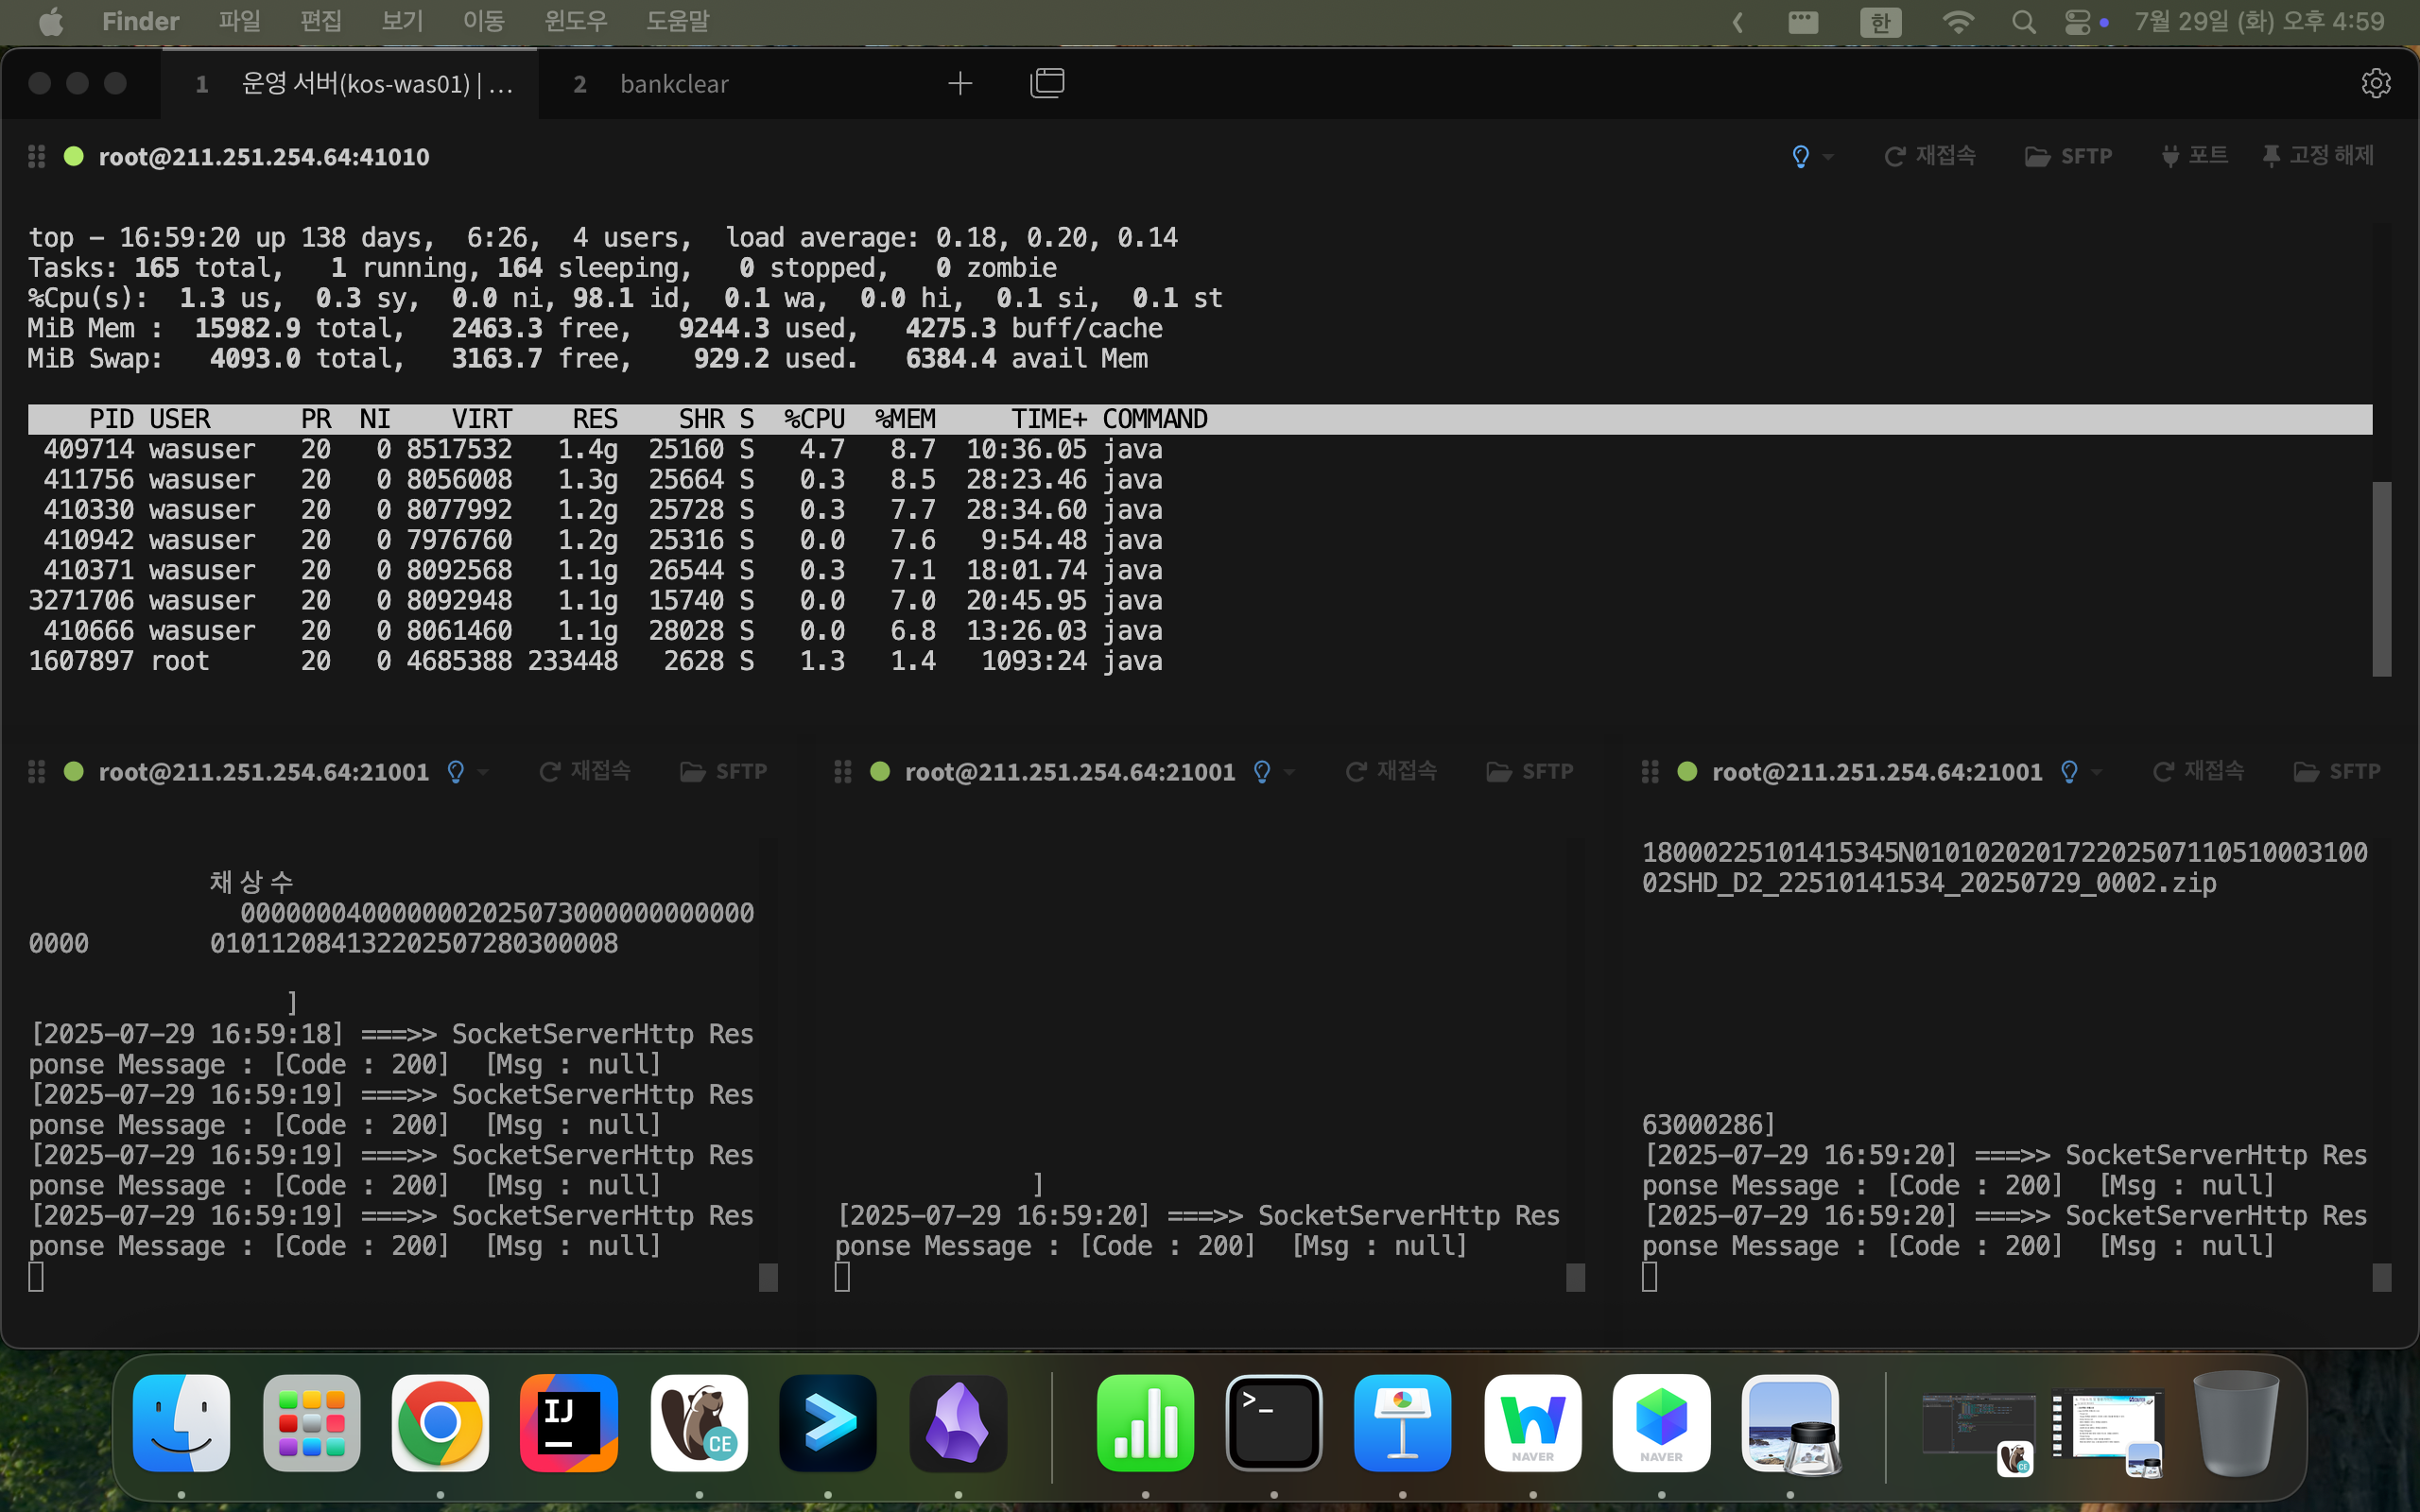 Finder 파일 편집 보기 이동 윈도우 도움말 한 7월 29일 (화) 오후 4:59
1 운영 서버(kos-was01) | … 2 bankclear
root@211.251.254.64:41010 재접속 SFTP 포트 고정 해제
top - 16:59:20 up 138 days,  6:26,  4 users,  load average: 0.18, 0.20, 0.14
Tasks: 165 total,   1 running, 164 sleeping,   0 stopped,   0 zombie
%Cpu(s):  1.3 us,  0.3 sy,  0.0 ni, 98.1 id,  0.1 wa,  0.0 hi,  0.1 si,  0.1 st
MiB Mem :  15982.9 total,   2463.3 free,   9244.3 used,   4275.3 buff/cache
MiB Swap:   4093.0 total,   3163.7 free,    929.2 used.   6384.4 avail Mem
PID USER      PR  NI    VIRT    RES    SHR S  %CPU  %MEM     TIME+ COMMAND
409714 wasuser   20   0 8517532   1.4g  25160 S   4.7   8.7  10:36.05 java
411756 wasuser   20   0 8056008   1.3g  25664 S   0.3   8.5  28:23.46 java
410330 wasuser   20   0 8077992   1.2g  25728 S   0.3   7.7  28:34.60 java
410942 wasuser   20   0 7976760   1.2g  25316 S   0.0   7.6   9:54.48 java
410371 wasuser   20   0 8092568   1.1g  26544 S   0.3   7.1  18:01.74 java
3271706 wasuser   20   0 8092948   1.1g  15740 S   0.0   7.0  20:45.95 java
410666 wasuser   20   0 8061460   1.1g  28028 S   0.0   6.8  13:26.03 java
1607897 root      20   0 4685388 233448   2628 S   1.3   1.4   1093:24 java
root@211.251.254.64:21001 재접속 SFTP
채상수
0000000400000002025073000000000000
0000        010112084132202507280300008
]
[2025-07-29 16:59:18] ===>> SocketServerHttp Res
ponse Message : [Code : 200]  [Msg : null]
[2025-07-29 16:59:19] ===>> SocketServerHttp Res
ponse Message : [Code : 200]  [Msg : null]
[2025-07-29 16:59:19] ===>> SocketServerHttp Res
ponse Message : [Code : 200]  [Msg : null]
[2025-07-29 16:59:19] ===>> SocketServerHttp Res
ponse Message : [Code : 200]  [Msg : null]
root@211.251.254.64:21001 재접속 SFTP
]
[2025-07-29 16:59:20] ===>> SocketServerHttp Res
ponse Message : [Code : 200]  [Msg : null]
root@211.251.254.64:21001 재접속 SFTP
18000225101415345N010102020172202507110510003100
02SHD_D2_22510141534_20250729_0002.zip
63000286]
[2025-07-29 16:59:20] ===>> SocketServerHttp Res
ponse Message : [Code : 200]  [Msg : null]
[2025-07-29 16:59:20] ===>> SocketServerHttp Res
ponse Message : [Code : 200]  [Msg : null]
IJ
CE
>_
NAVER
NAVER